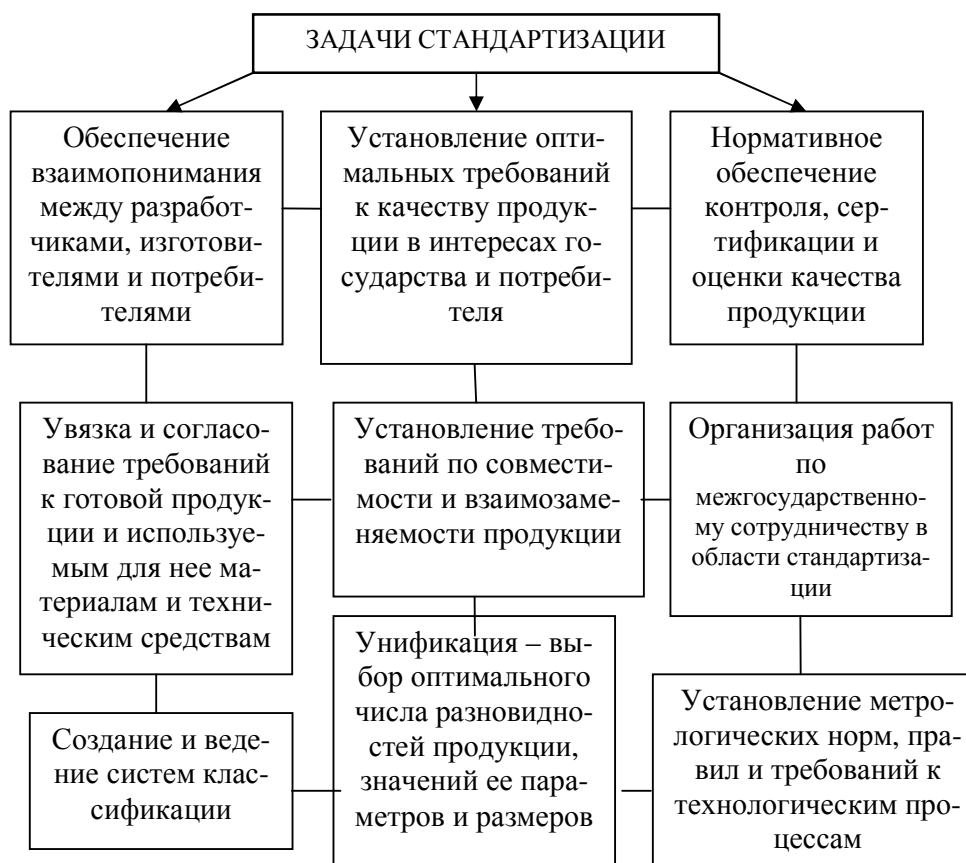 ЗАДАЧИ СТАНДАРТИЗАЦИИ
Обеспечение
взаимопонимания
между разработ-
чиками, изготови-
телями и потреби-
телями
Установление опти-
мальных требований
к качеству продук-
ции в интересах го-
сударства и потреби-
теля
Нормативное
обеспечение
контроля, сер-
тификации и
оценки качества
продукции
Увязка и согласо-
вание требований
к готовой продук-
ции и используе-
мым для нее ма-
териалам и техни-
ческим средствам
Установление требо-
ваний по совмести-
мости и взаимозаме-
няемости продукции
Организация работ
по
межгосударственно-
му сотрудничеству в
области стандартиза-
ции
Создание и веде-
ние систем клас-
сификации
Унификация – вы-
бор оптимального
числа разновидно-
стей продукции,
значений ее пара-
метров и размеров
Установление метро-
логических норм, пра-
вил и требований к
технологическим про-
цессам